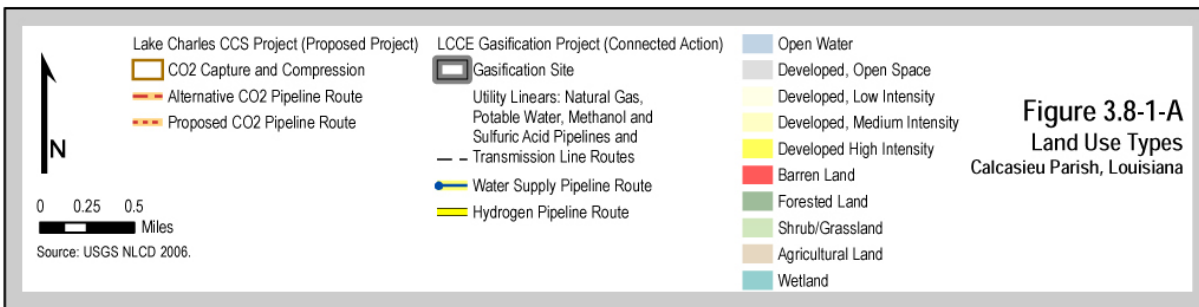 Lake Charles CCS Project (Proposed Project)
CO2 Capture and Compression
Alternative CO2 Pipeline Route
Proposed CO2 Pipeline Route
N
0 0.25 0.5
Miles
Source: USGS NLCD 2006.
LCCE Gasification Project (Connected Action)
Gasification Site
Utility Linears: Natural Gas,
Potable Water, Methanol and
Sulfuric Acid Pipelines and
Transmission Line Routes
Water Supply Pipeline Route
Hydrogen Pipeline Route
Open Water
Developed, Open Space
Developed, Low Intensity
Developed, Medium Intensity
Developed High Intensity
Barren Land
Forested Land
Shrub/Grassland
Agricultural Land
Wetland
Figure 3.8-1-A
Land Use Types
Calcasieu Parish, Louisiana